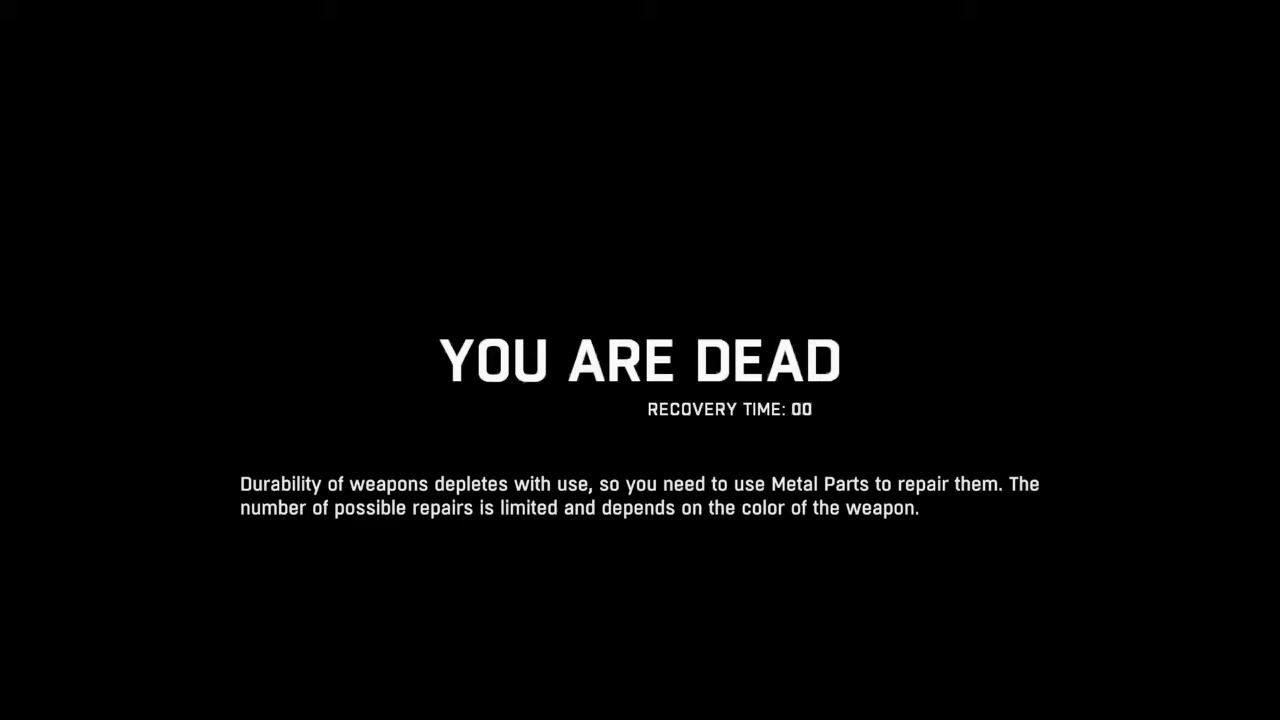 YOU ARE DEAD
RECOVERY TIME: 00
Durability of weapons depletes with use, so you need to use Metal Parts to repair them. The
number of possible repairs is limited and depends on the color of the weapon.